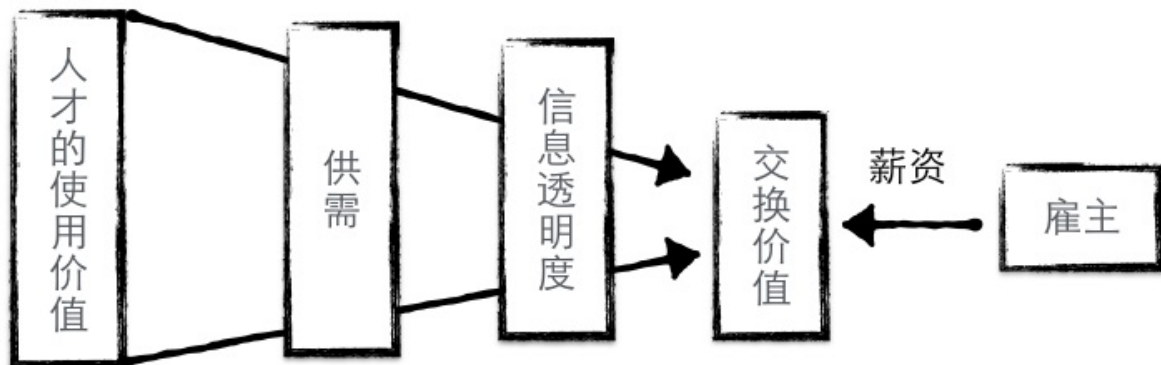 人才的使用价值
供需
信息透明度
交换价值
薪资
雇主